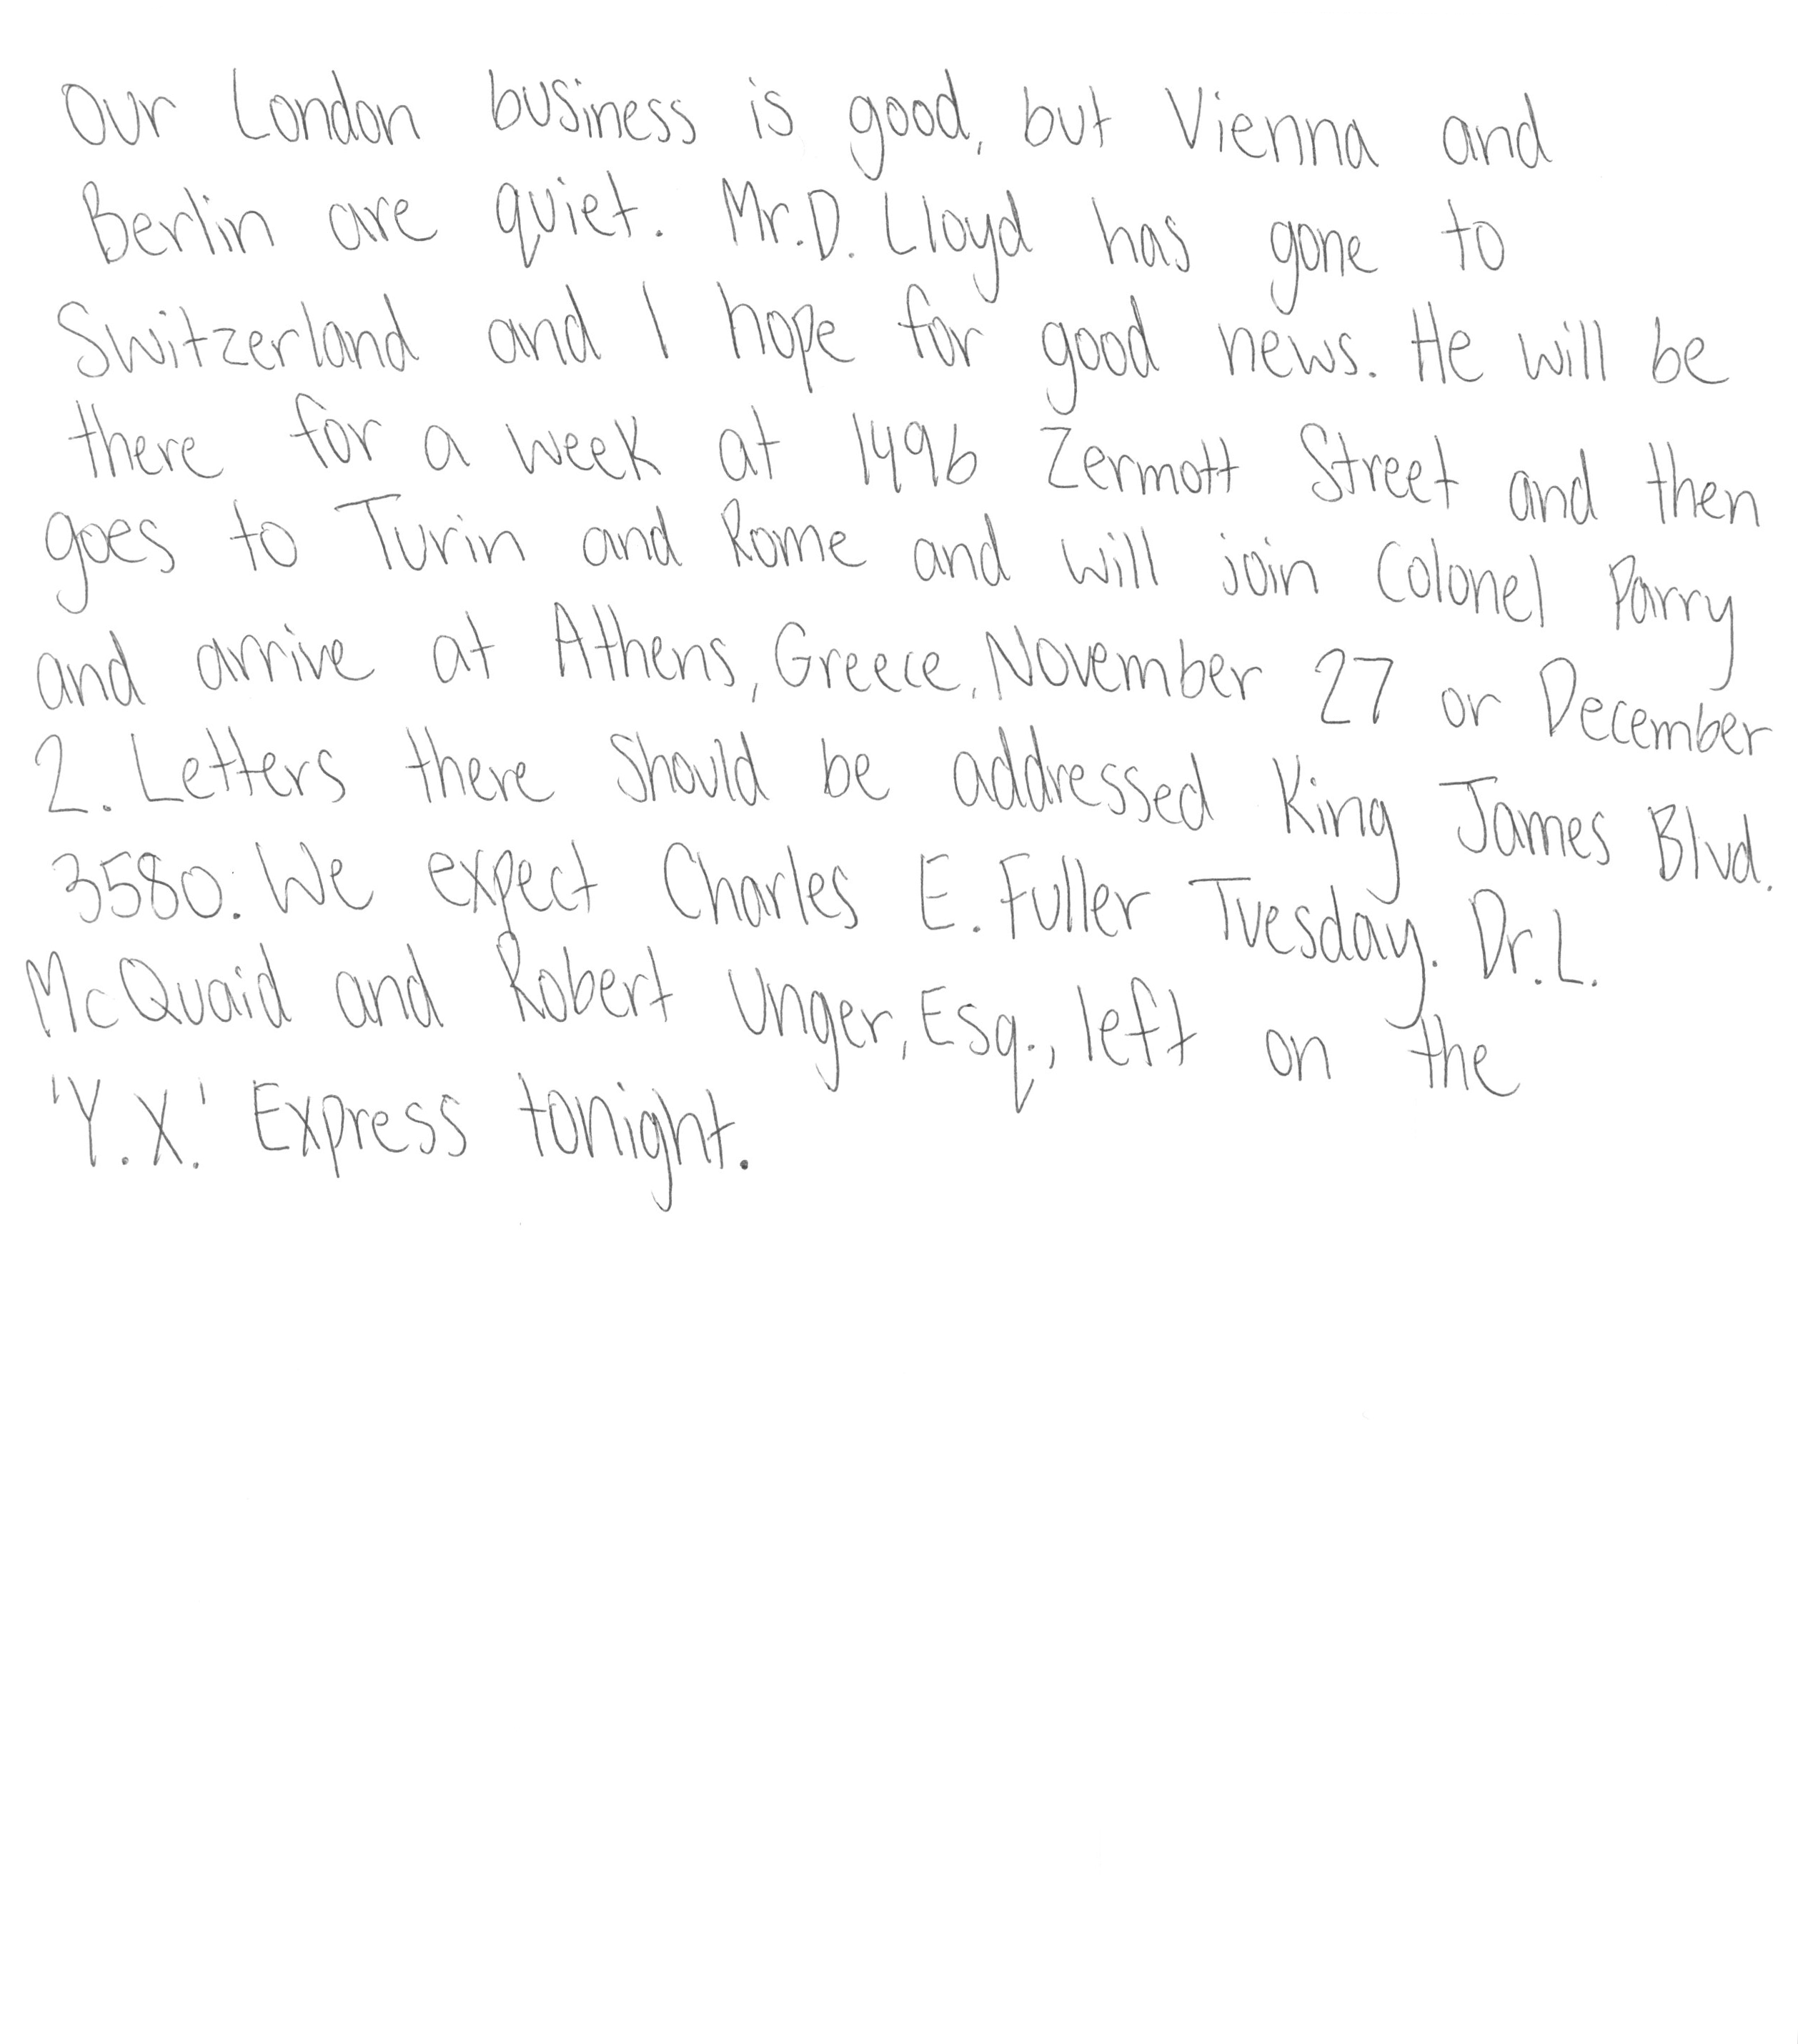 Our London business is good, but Vienna and
Berlin are quiet. Mr. D. Lloyd has gone to
Switzerland and I hope for good news. He will be
there for a week at 1496 Zermott Street and then
goes to Turin and Rome and will join Colonel Parry
and arrive at Athens, Greece, November 27 or December
2. Letters there should be addressed King James Blvd.
3580. We expect Charles E. Fuller Tuesday. Dr. L.
McQuaid and Robert Unger, Esq., left on the
'Y.X.' Express tonight.